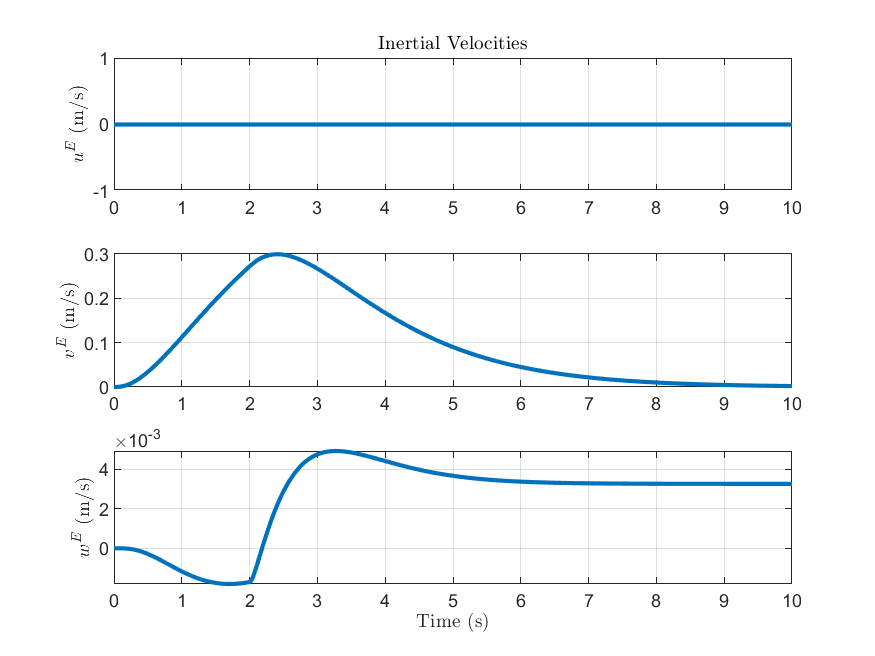 Inertial Velocities
u^E (m/s)
1
0
-1
0 1 2 3 4 5 6 7 8 9 10
v^E (m/s)
0.3
0.2
0.1
0
0 1 2 3 4 5 6 7 8 9 10
×10^-3
w^E (m/s)
4
2
0
0 1 2 3 4 5 6 7 8 9 10
Time (s)